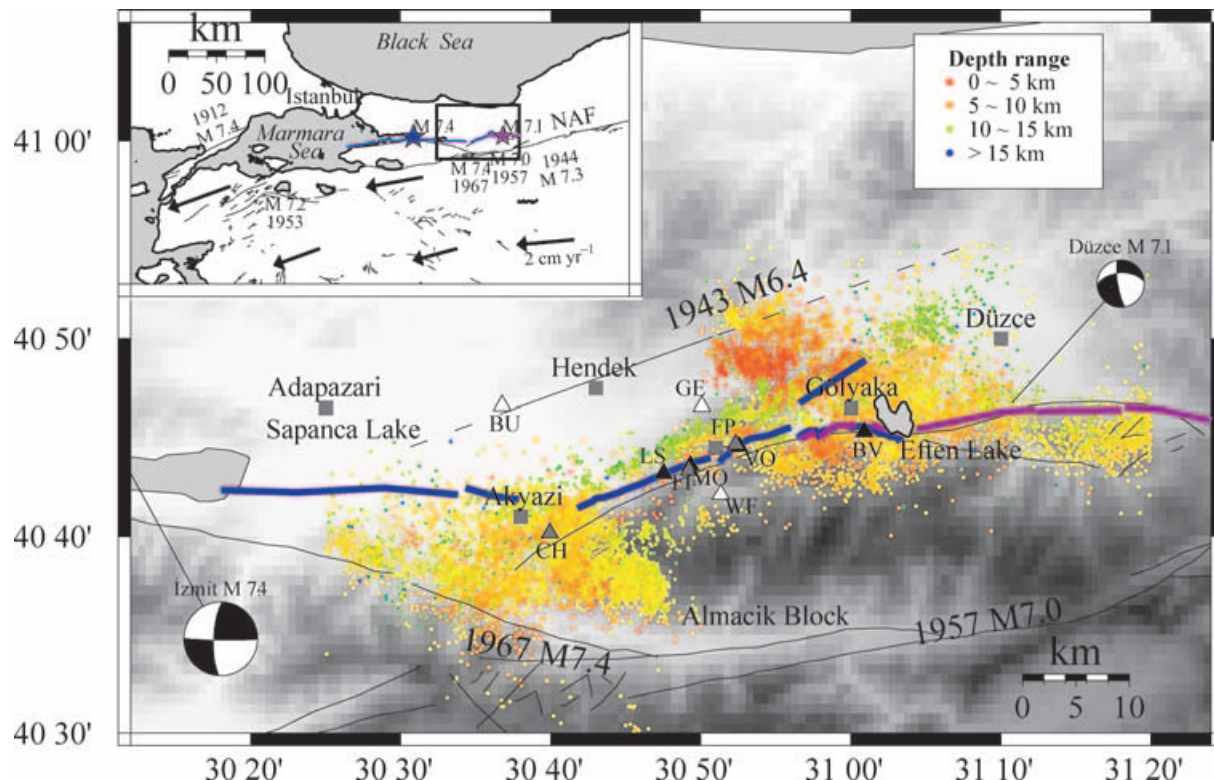 km
0 50 100
Black Sea
Istanbul
1912
M 7.4
Marmara
Sea
M 7.4
M 7.1
NAF
41 00'
M 7.4
1967
M 7.0
1957
1944
M 7.3
M 7.2
1953
2 cm yr⁻¹
Depth range
0 ~ 5 km
5 ~ 10 km
10 ~ 15 km
> 15 km
Düzce M 7.1
1943 M6.4
40 50'
Düzce
Hendek
Adapazari
Sapanca Lake
BU
GE
Gölyaka
FP
VO
BV
Eften Lake
LS
FI
MO
WF
Akyazi
CH
40 40'
İzmit M 74
Almacik Block
1967 M7.4
1957 M7.0
km
0 5 10
40 30'
30 20' 30 30' 30 40' 30 50' 31 00' 31 10' 31 20'